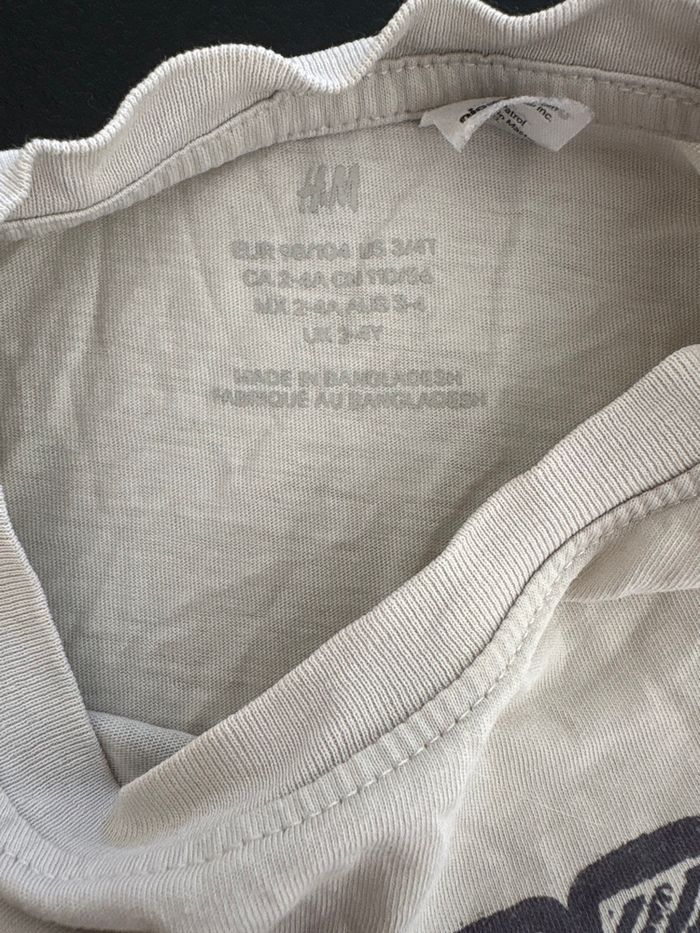 H&M
EUR 98/104 US 3/4T
CA 2-4A CN 110/56
MX 2-4A AUS 3-4
UK 3-4Y
MADE IN BANGLADESH
FABRIQUÉ AU BANGLADESH
Inc.